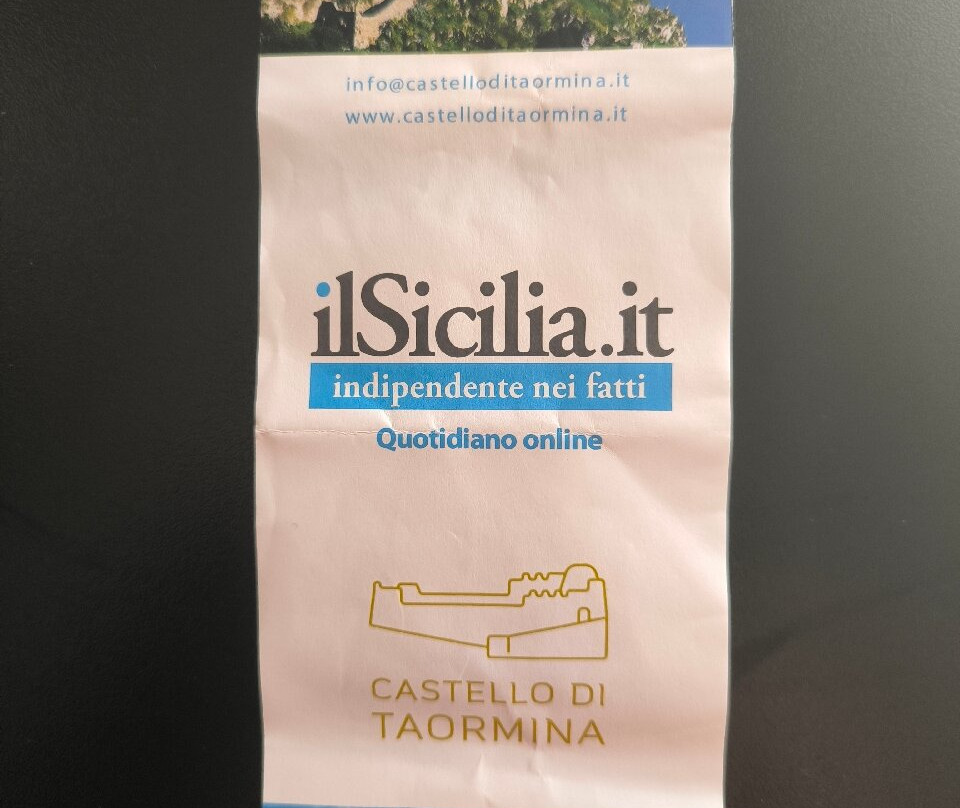 info@castelloditaormina.it
www.castelloditaormina.it
ilSicilia.it
indipendente nei fatti
Quotidiano online
CASTELLO DI
TAORMINA